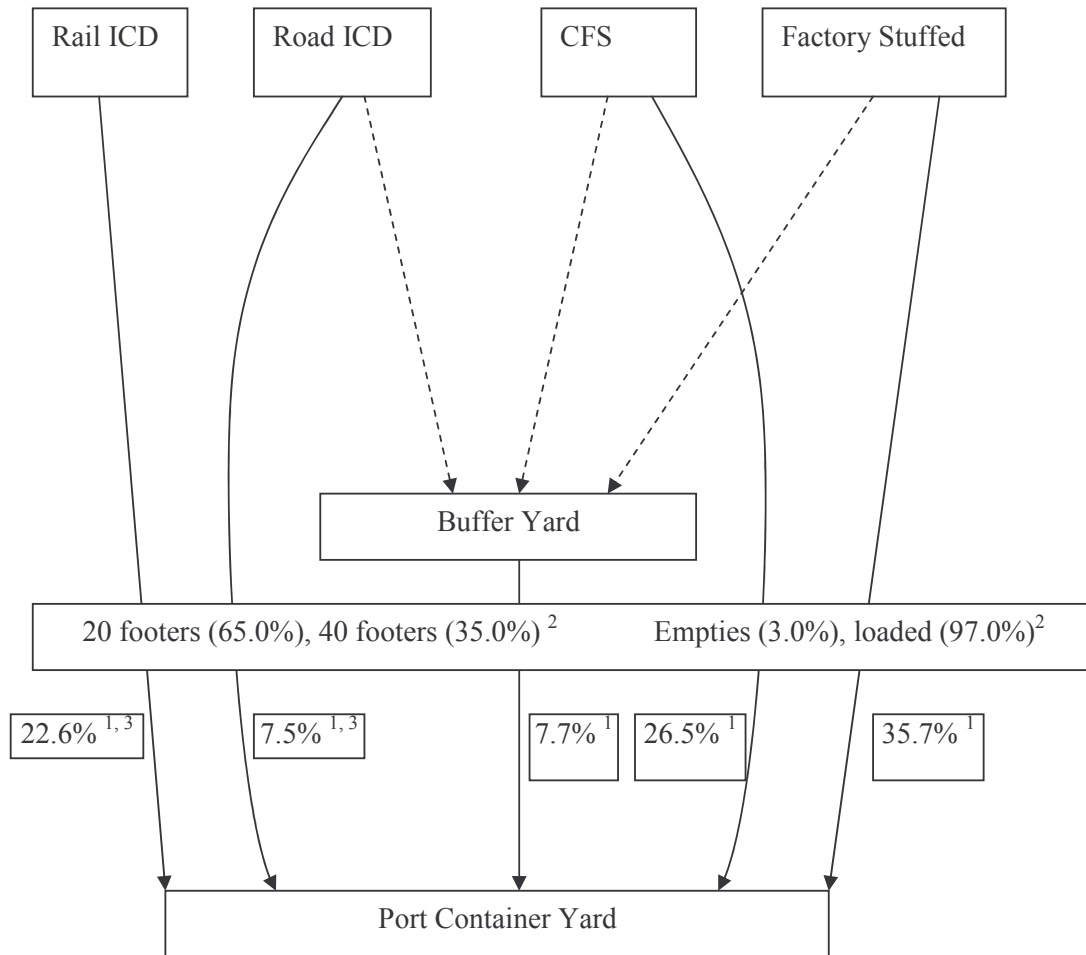 Rail ICD
Road ICD
CFS
Factory Stuffed
Buffer Yard
20 footers (65.0%), 40 footers (35.0%) 2
Empties (3.0%), loaded (97.0%)2
22.6% 1, 3
7.5% 1, 3
7.7% 1
26.5% 1
35.7% 1
Port Container Yard